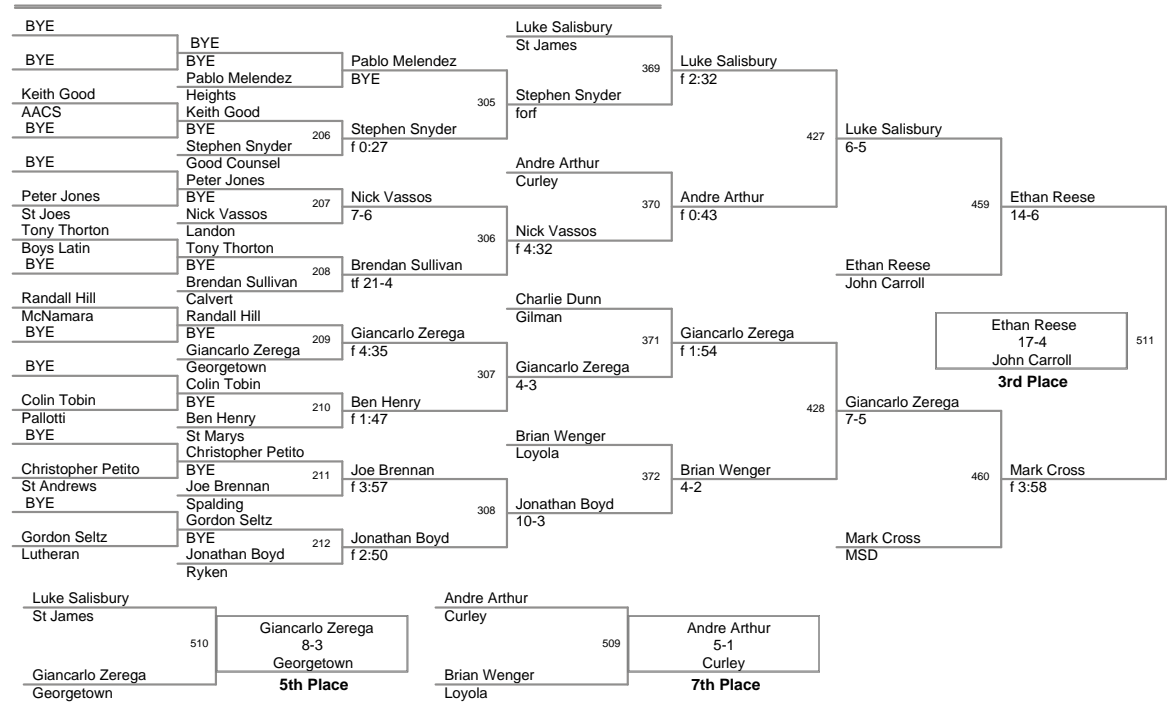 BYE
BYE
Keith Good
AACS
BYE
BYE
Peter Jones
St Joes
Tony Thorton
Boys Latin
BYE
Randall Hill
McNamara
BYE
BYE
Colin Tobin
Pallotti
BYE
Christopher Petito
St Andrews
BYE
Gordon Seltz
Lutheran
BYE
BYE
Pablo Melendez
Heights
Keith Good
BYE
206
Stephen Snyder
Good Counsel
Peter Jones
BYE
207
Nick Vassos
Landon
Tony Thorton
BYE
208
Brendan Sullivan
Calvert
Randall Hill
BYE
209
Giancarlo Zerega
Georgetown
Colin Tobin
BYE
210
Ben Henry
St Marys
Christopher Petito
BYE
211
Joe Brennan
Spalding
Gordon Seltz
BYE
212
Jonathan Boyd
Ryken
Pablo Melendez
BYE
305
Stephen Snyder
f 0:27
Nick Vassos
7-6
306
Brendan Sullivan
tf 21-4
Giancarlo Zerega
f 4:35
307
Ben Henry
f 1:47
Joe Brennan
f 3:57
308
Jonathan Boyd
f 2:50
Luke Salisbury
St James
369
Stephen Snyder
forf
Andre Arthur
Curley
370
Nick Vassos
f 4:32
Charlie Dunn
Gilman
371
Giancarlo Zerega
4-3
Brian Wenger
Loyola
372
Jonathan Boyd
10-3
Luke Salisbury
f 2:32
427
Andre Arthur
f 0:43
Giancarlo Zerega
f 1:54
428
Brian Wenger
4-2
Luke Salisbury
6-5
459
Ethan Reese
John Carroll
Giancarlo Zerega
7-5
460
Mark Cross
MSD
Ethan Reese
14-6
Ethan Reese
17-4
John Carroll
511
3rd Place
Mark Cross
f 3:58
Luke Salisbury
St James
510
Giancarlo Zerega
Georgetown
Giancarlo Zerega
8-3
Georgetown
5th Place
Andre Arthur
Curley
509
Brian Wenger
Loyola
Andre Arthur
5-1
Curley
7th Place